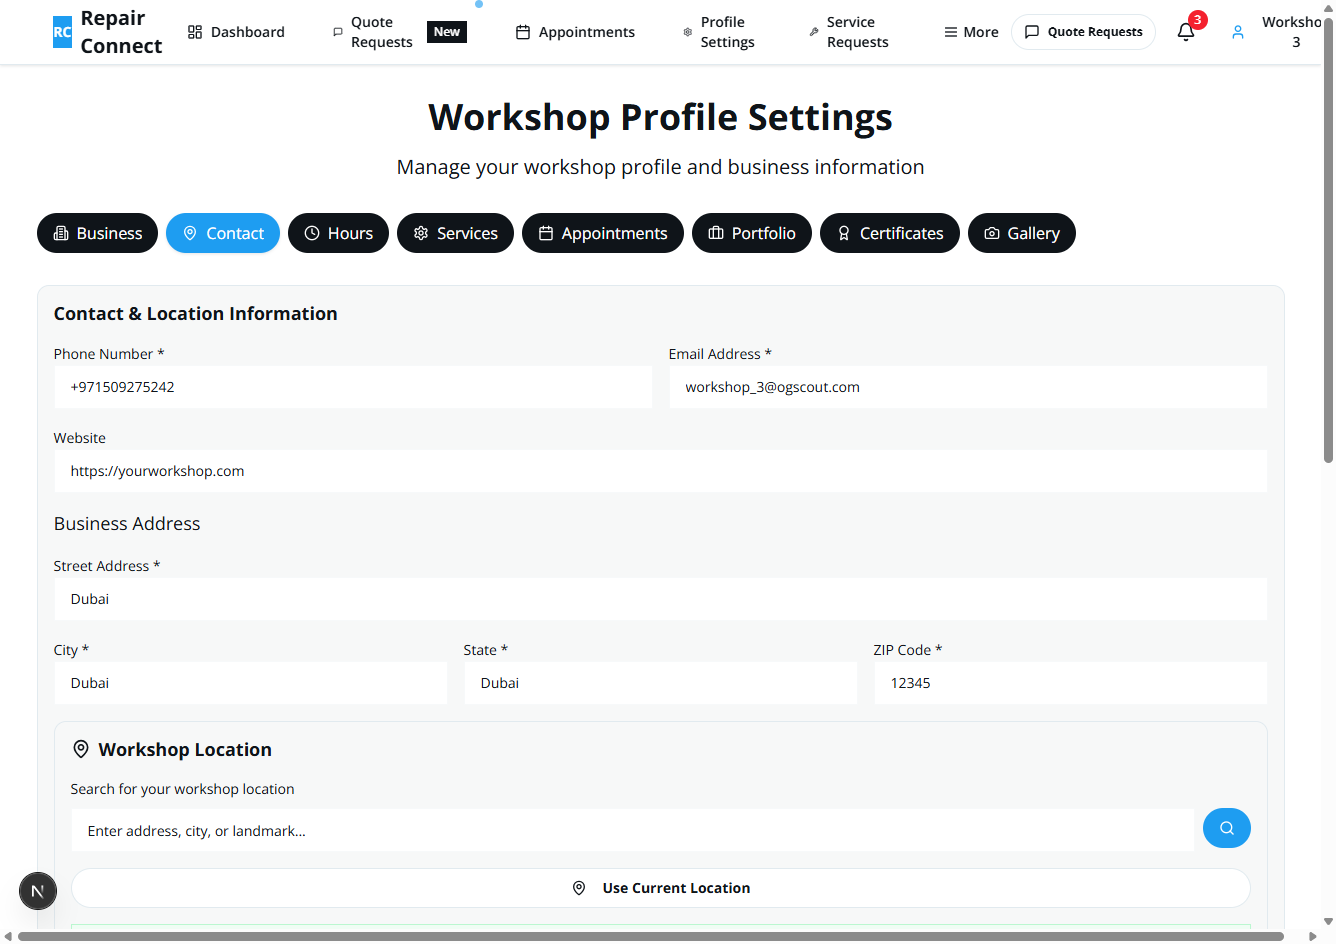 RC
Repair
Connect
Dashboard
Quote
Requests
New
Appointments
Profile
Settings
Service
Requests
More
Quote Requests
3
Worksho
3
Workshop Profile Settings
Manage your workshop profile and business information
Business
Contact
Hours
Services
Appointments
Portfolio
Certificates
Gallery
Contact & Location Information
Phone Number *
Email Address *
+971509275242
workshop_3@ogscout.com
Website
https://yourworkshop.com
Business Address
Street Address *
Dubai
City *
State *
ZIP Code *
Dubai
Dubai
12345
Workshop Location
Search for your workshop location
Enter address, city, or landmark...
N
Use Current Location